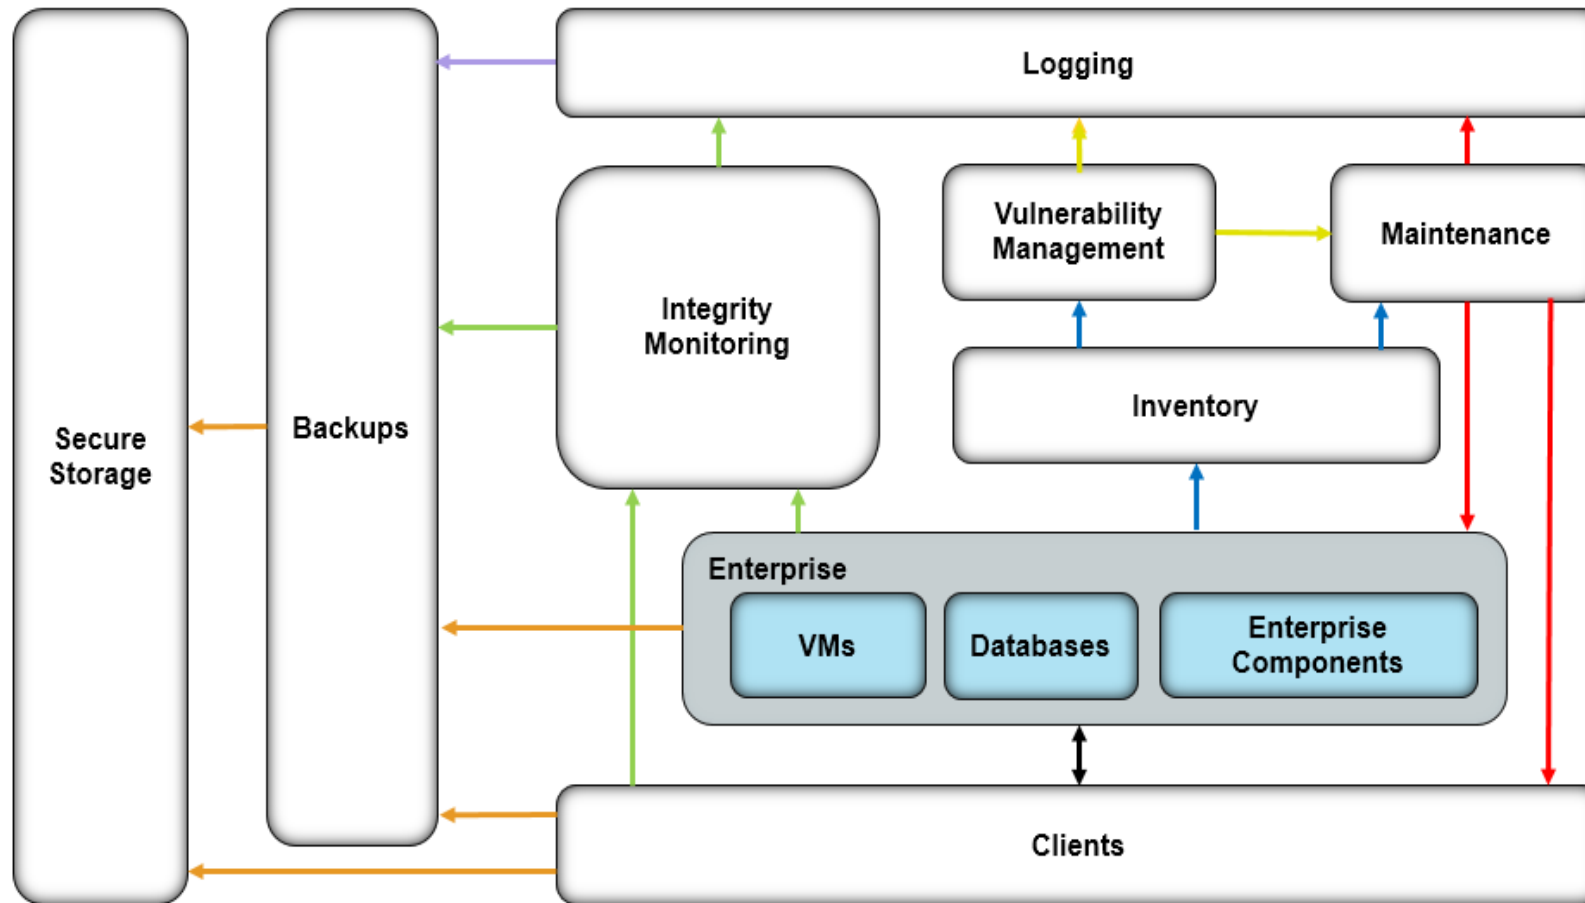 Logging
Vulnerability
Management
Maintenance
Integrity
Monitoring
Inventory
Secure
Storage
Backups
Enterprise
VMs
Databases
Enterprise
Components
Clients